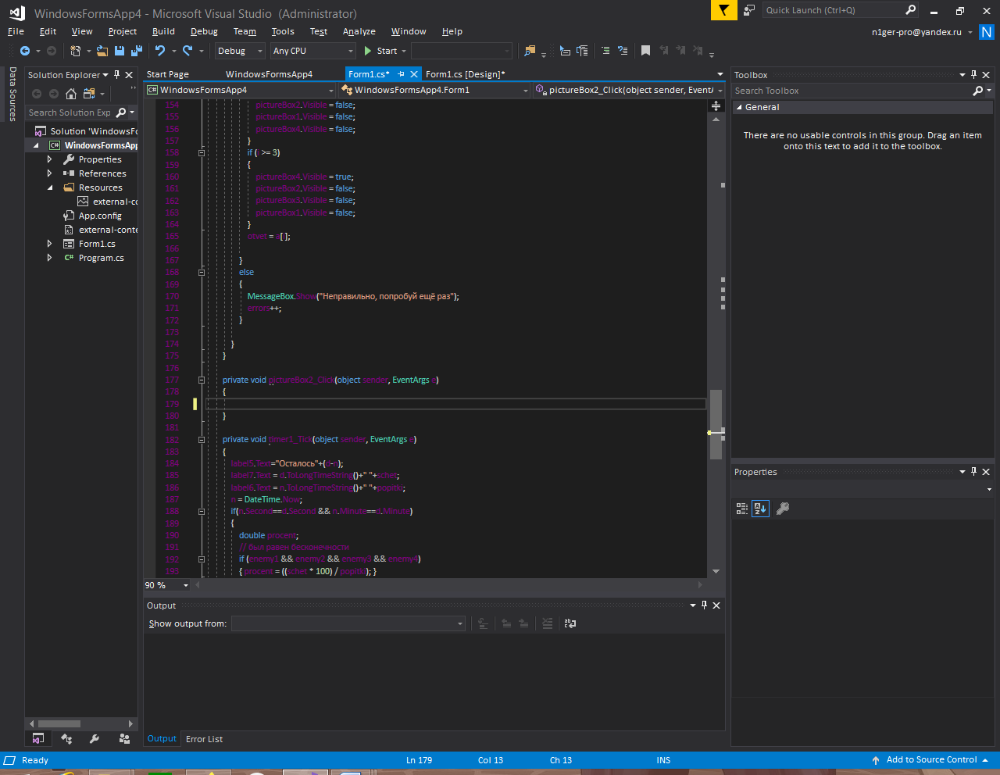 WindowsFormsApp4 - Microsoft Visual Studio (Administrator)
Quick Launch (Ctrl+Q)
File Edit View Project Build Debug Team Tools Test Analyze Window Help
n1ger-pro@yandex.ru N
Debug Any CPU Start
Data Sources
Solution Explorer
Search Solution Exp
Solution 'WindowsFo
WindowsFormsApp
Properties
References
Resources
external-co
App.config
external-conte
Form1.cs
C# Program.cs
Start Page WindowsFormsApp4 Form1.cs* Form1.cs [Design]*
C# WindowsFormsApp4 WindowsFormsApp4.Form1 pictureBox2_Click(object sender, EventA
154 pictureBox2.Visible = false;
155 pictureBox1.Visible = false;
156 pictureBox4.Visible = false;
157 }
158 if (i >= 3)
159 {
160 pictureBox4.Visible = true;
161 pictureBox2.Visible = false;
162 pictureBox3.Visible = false;
163 pictureBox1.Visible = false;
164 }
165 otvet = a[i];
166
167 }
168 else
169 {
170 MessageBox.Show("Неправильно, попробуй ещё раз");
171 errors++;
172 }
173
174 }
175 }
176
177 private void pictureBox2_Click(object sender, EventArgs e)
178 {
179
180 }
181
182 private void timer1_Tick(object sender, EventArgs e)
183 {
184 label5.Text="Осталось"+(d-n);
185 label7.Text = d.ToLongTimeString()+" "+schet;
186 label6.Text = n.ToLongTimeString()+" "+popitki;
187 n = DateTime.Now;
188 if(n.Second==d.Second && n.Minute==d.Minute)
189 {
190 double procent;
191 // был равен бесконечности
192 if (enemy1 && enemy2 && enemy3 && enemy4)
193 { procent = ((schet * 100) / popitki); }
90 %
Output
Show output from:
Output Error List
Toolbox
Search Toolbox
General
There are no usable controls in this group. Drag an item
onto this text to add it to the toolbox.
Properties
Ready Ln 179 Col 13 Ch 13 INS Add to Source Control